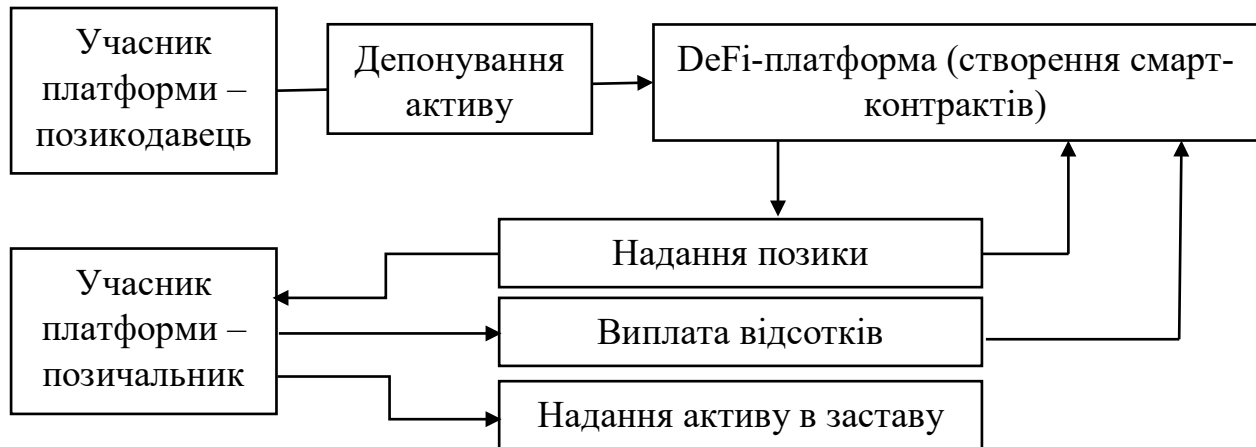 Учасник
платформи –
позикодавець
Депонування
активу
DeFi-платформа (створення смарт-
контрактів)
Надання позики
Учасник
платформи –
позичальник
Виплата відсотків
Надання активу в заставу